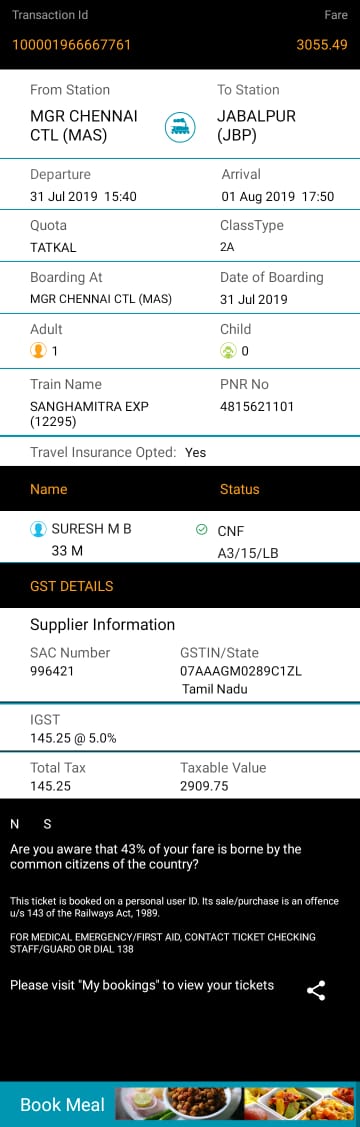 Transaction Id Fare
100001966667761 3055.49
From Station To Station
MGR CHENNAI JABALPUR
CTL (MAS) (JBP)
Departure Arrival
31 Jul 2019 15:40 01 Aug 2019 17:50
Quota ClassType
TATKAL 2A
Boarding At Date of Boarding
MGR CHENNAI CTL (MAS) 31 Jul 2019
Adult Child
1 0
Train Name PNR No
SANGHAMITRA EXP 4815621101
(12295)
Travel Insurance Opted: Yes
Name Status
SURESH M B CNF
33 M A3/15/LB
GST DETAILS
Supplier Information
SAC Number GSTIN/State
996421 07AAAGM0289C1ZL
Tamil Nadu
IGST
145.25 @ 5.0%
Total Tax Taxable Value
145.25 2909.75
N S
Are you aware that 43% of your fare is borne by the
common citizens of the country?
This ticket is booked on a personal user ID. Its sale/purchase is an offence
u/s 143 of the Railways Act, 1989.
FOR MEDICAL EMERGENCY/FIRST AID, CONTACT TICKET CHECKING
STAFF/GUARD OR DIAL 138
Please visit "My bookings" to view your tickets
Book Meal